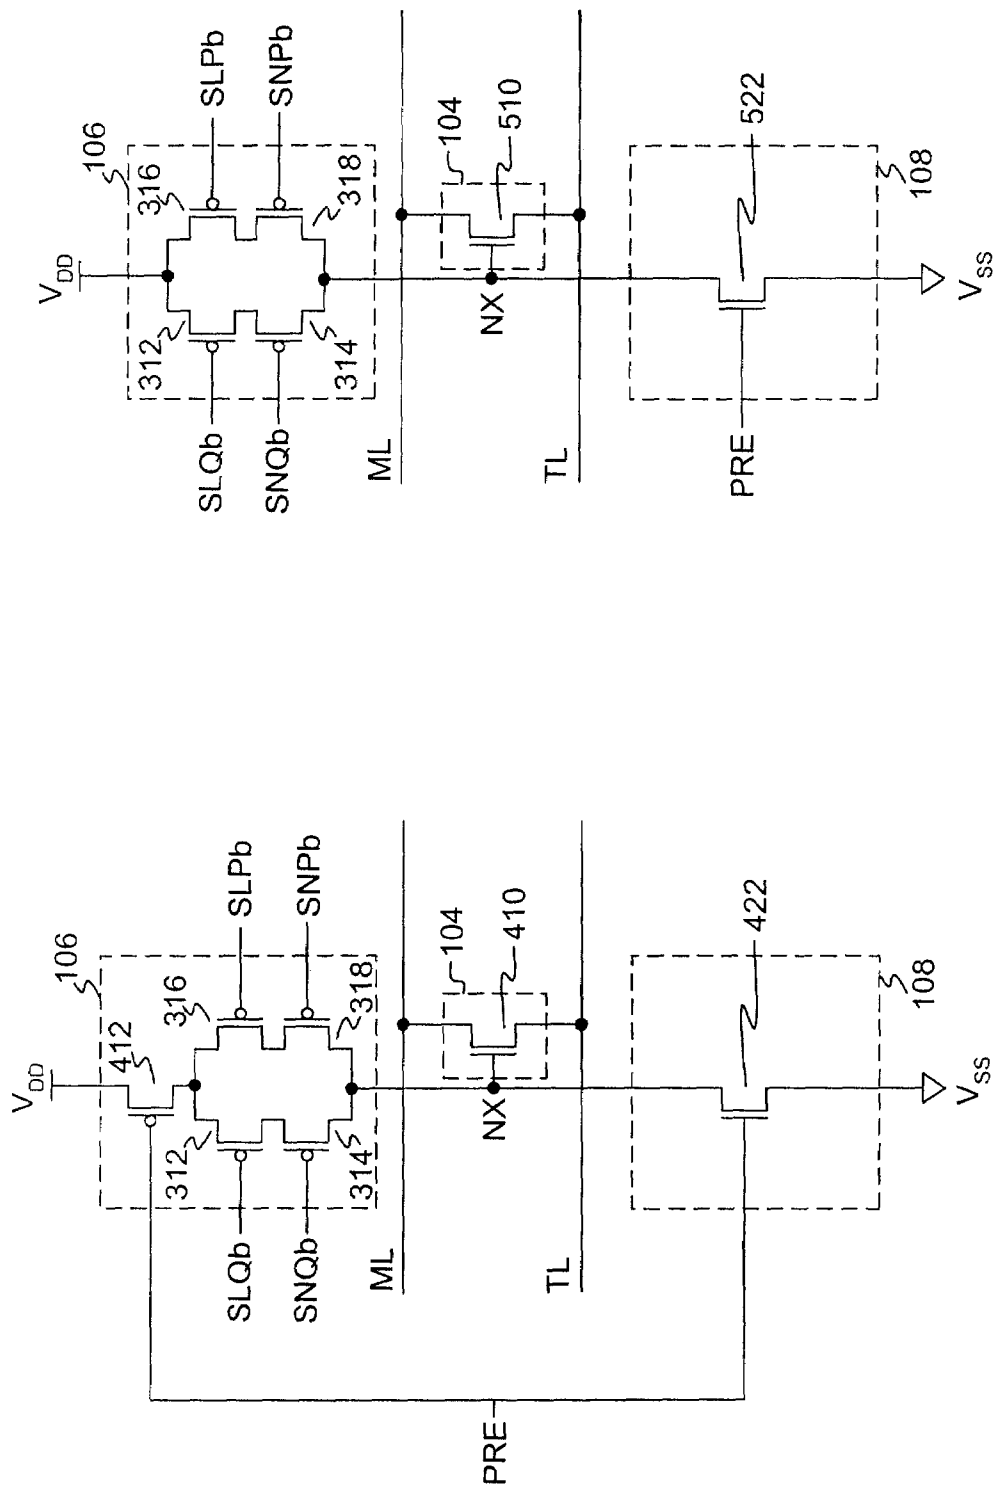 V_DD
106
412
316
SLPb
312
318
SNPb
314
SLQb
SNQb
ML
104
410
NX
TL
PRE
422
108
V_SS
V_DD
106
316
SLPb
312
318
SNPb
314
SLQb
SNQb
ML
104
510
NX
TL
522
PRE
108
V_SS